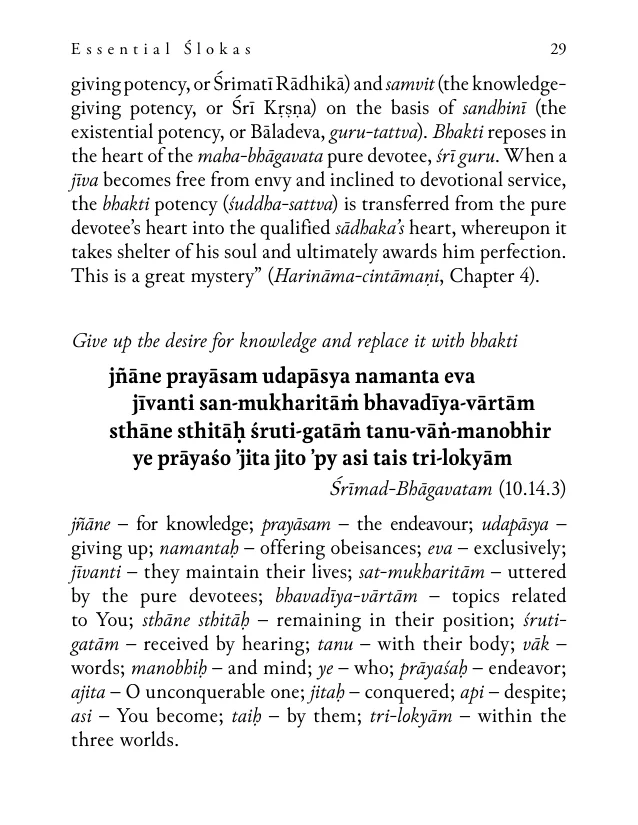 Essential Ślokas 29
giving potency, or Śrimatī Rādhikā) and samvit (the knowledge-
giving potency, or Śrī Kṛṣṇa) on the basis of sandhinī (the
existential potency, or Bāladeva, guru-tattva). Bhakti reposes in
the heart of the maha-bhāgavata pure devotee, śrī guru. When a
jīva becomes free from envy and inclined to devotional service,
the bhakti potency (śuddha-sattva) is transferred from the pure
devotee’s heart into the qualified sādhaka’s heart, whereupon it
takes shelter of his soul and ultimately awards him perfection.
This is a great mystery” (Harināma-cintāmaṇi, Chapter 4).
Give up the desire for knowledge and replace it with bhakti
jñāne prayāsam udapāsya namanta eva
jīvanti san-mukharitāṁ bhavadīya-vārtām
sthāne sthitāḥ śruti-gatāṁ tanu-vāṅ-manobhir
ye prāyaśo ’jita jito ’py asi tais tri-lokyām
Śrīmad-Bhāgavatam (10.14.3)
jñāne – for knowledge; prayāsam – the endeavour; udapāsya –
giving up; namantaḥ – offering obeisances; eva – exclusively;
jīvanti – they maintain their lives; sat-mukharitām – uttered
by the pure devotees; bhavadīya-vārtām – topics related
to You; sthāne sthitāḥ – remaining in their position; śruti-
gatām – received by hearing; tanu – with their body; vāk –
words; manobhiḥ – and mind; ye – who; prāyaśaḥ – endeavor;
ajita – O unconquerable one; jitaḥ – conquered; api – despite;
asi – You become; taiḥ – by them; tri-lokyām – within the
three worlds.